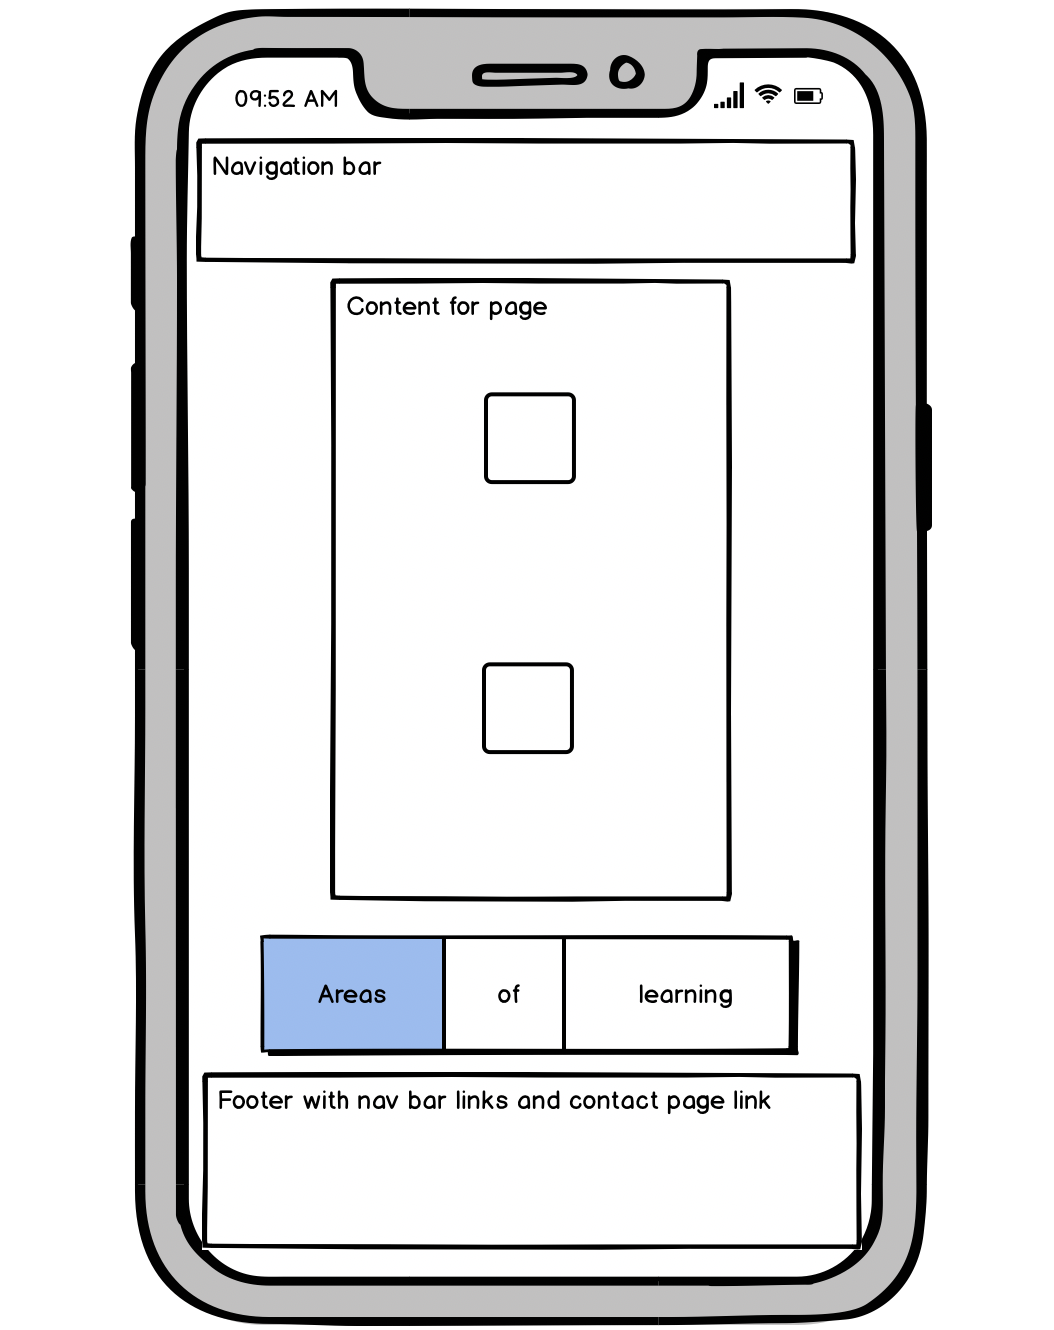 09:52 AM
Navigation bar
Content for page
Areas
of
learning
Footer with nav bar links and contact page link